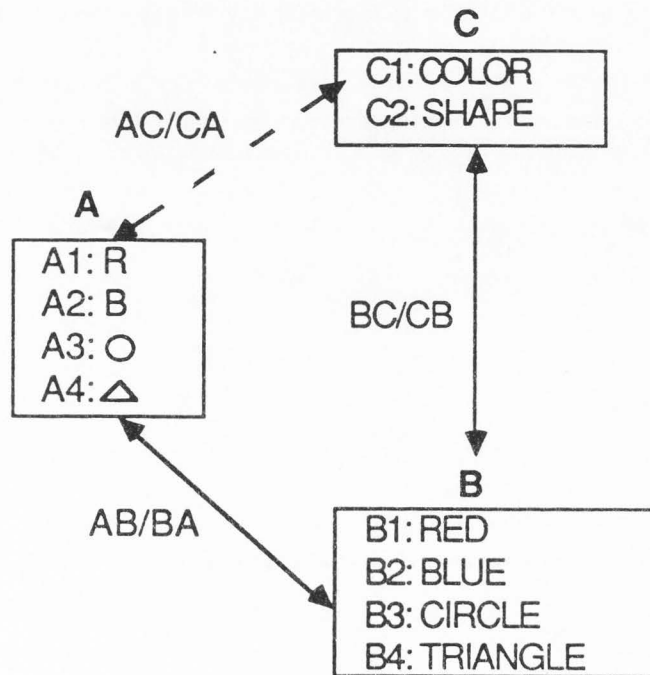 C
C1: COLOR
C2: SHAPE
AC/CA
A
A1: R
A2: B
A3:
A4:
BC/CB
AB/BA
B
B1: RED
B2: BLUE
B3: CIRCLE
B4: TRIANGLE